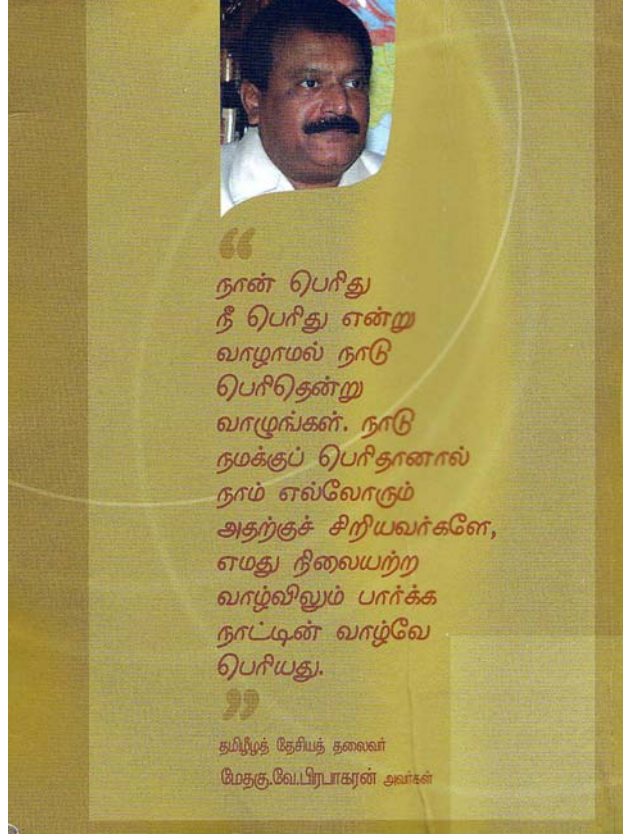 “
நான் பெரிது
நீ பெரிது என்று
வாழாமல் நாடு
பெரிதென்று
வாழுங்கள். நாடு
நமக்குப் பெரிதானால்
நாம் எல்லோரும்
அதற்குச் சிறியவர்களே,
எமது நிலையற்ற
வாழ்விலும் பார்க்க
நாட்டின் வாழ்வே
பெரியது.
”
தமிழீழத் தேசியத் தலைவர்
மேதகு.வே.பிரபாகரன் அவர்கள்